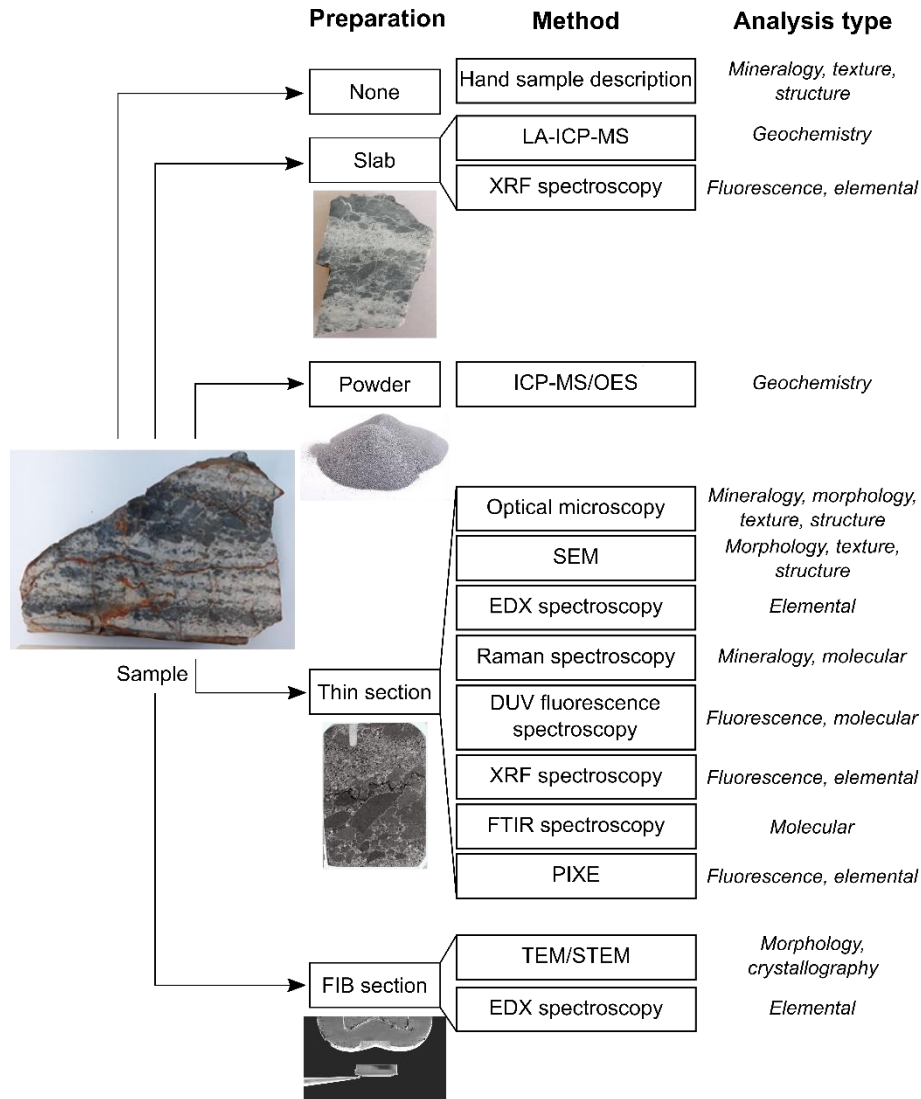 Preparation Method Analysis type
None Hand sample description Mineralogy, texture,
structure
Slab LA-ICP-MS Geochemistry
XRF spectroscopy Fluorescence, elemental
Powder ICP-MS/OES Geochemistry
Sample
Thin section
Optical microscopy Mineralogy, morphology,
texture, structure
SEM Morphology, texture,
structure
EDX spectroscopy Elemental
Raman spectroscopy Mineralogy, molecular
DUV fluorescence
spectroscopy Fluorescence, molecular
XRF spectroscopy Fluorescence, elemental
FTIR spectroscopy Molecular
PIXE Fluorescence, elemental
FIB section
TEM/STEM Morphology,
crystallography
EDX spectroscopy Elemental